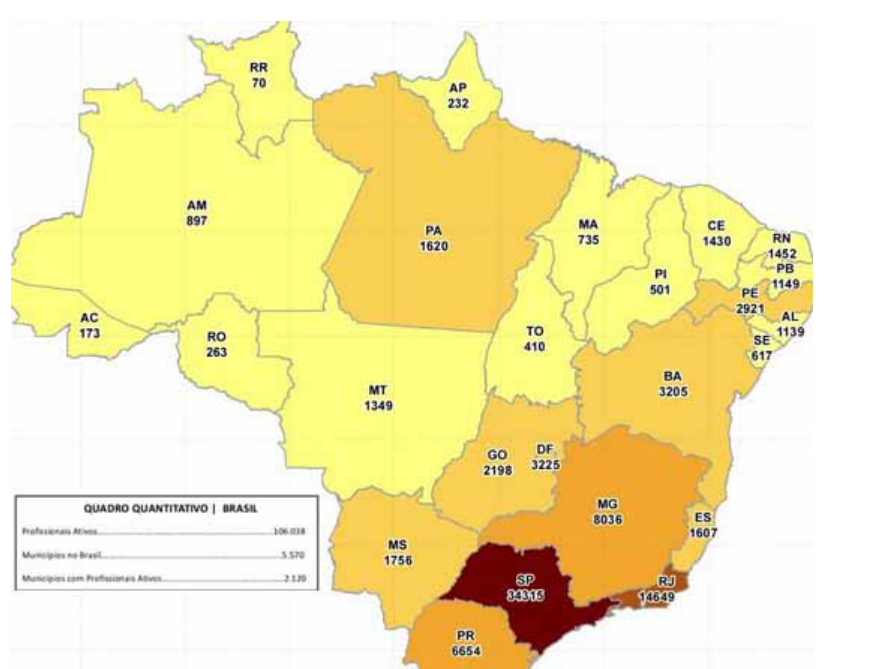 RR
70
AP
232
AM
897
PA
1620
MA
735
CE
1430
RN
1452
PB
1149
PI
501
PE
2921
AL
1139
SE
617
AC
173
RO
263
TO
410
MT
1349
BA
3205
GO
2198
DF
3225
MG
8036
ES
1607
MS
1756
SP
34315
RJ
14649
PR
6654
QUADRO QUANTITATIVO | BRASIL
Profissionais Ativos...106.038
Municípios no Brasil...5.570
Municípios com Profissionais Ativos...2.120